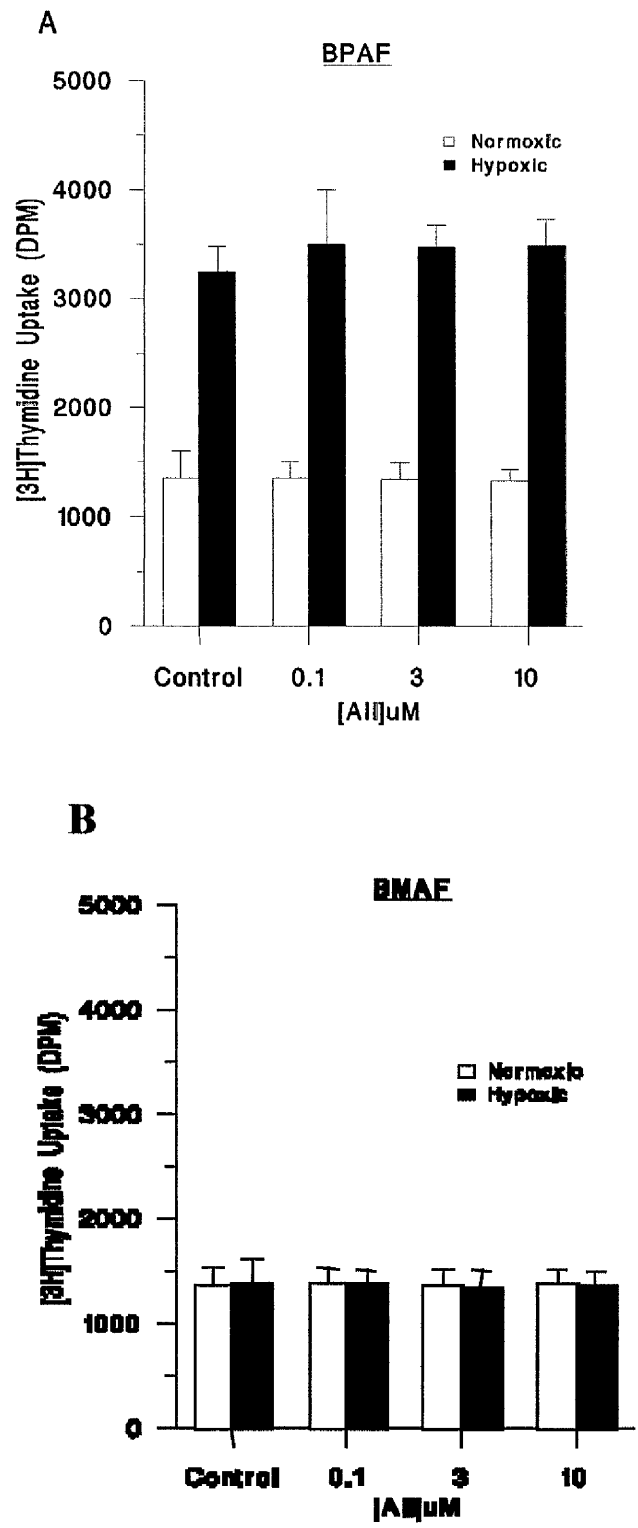 A
BPAF
5000
4000
3000
2000
1000
0
[3H]Thymidine Uptake (DPM)
Normoxic
Hypoxic
Control 0.1 3 10
[AII]uM
B
BMAF
5000
4000
3000
2000
1000
0
[3H]Thymidine Uptake (DPM)
Normoxic
Hypoxic
Control 0.1 3 10
[AII]uM